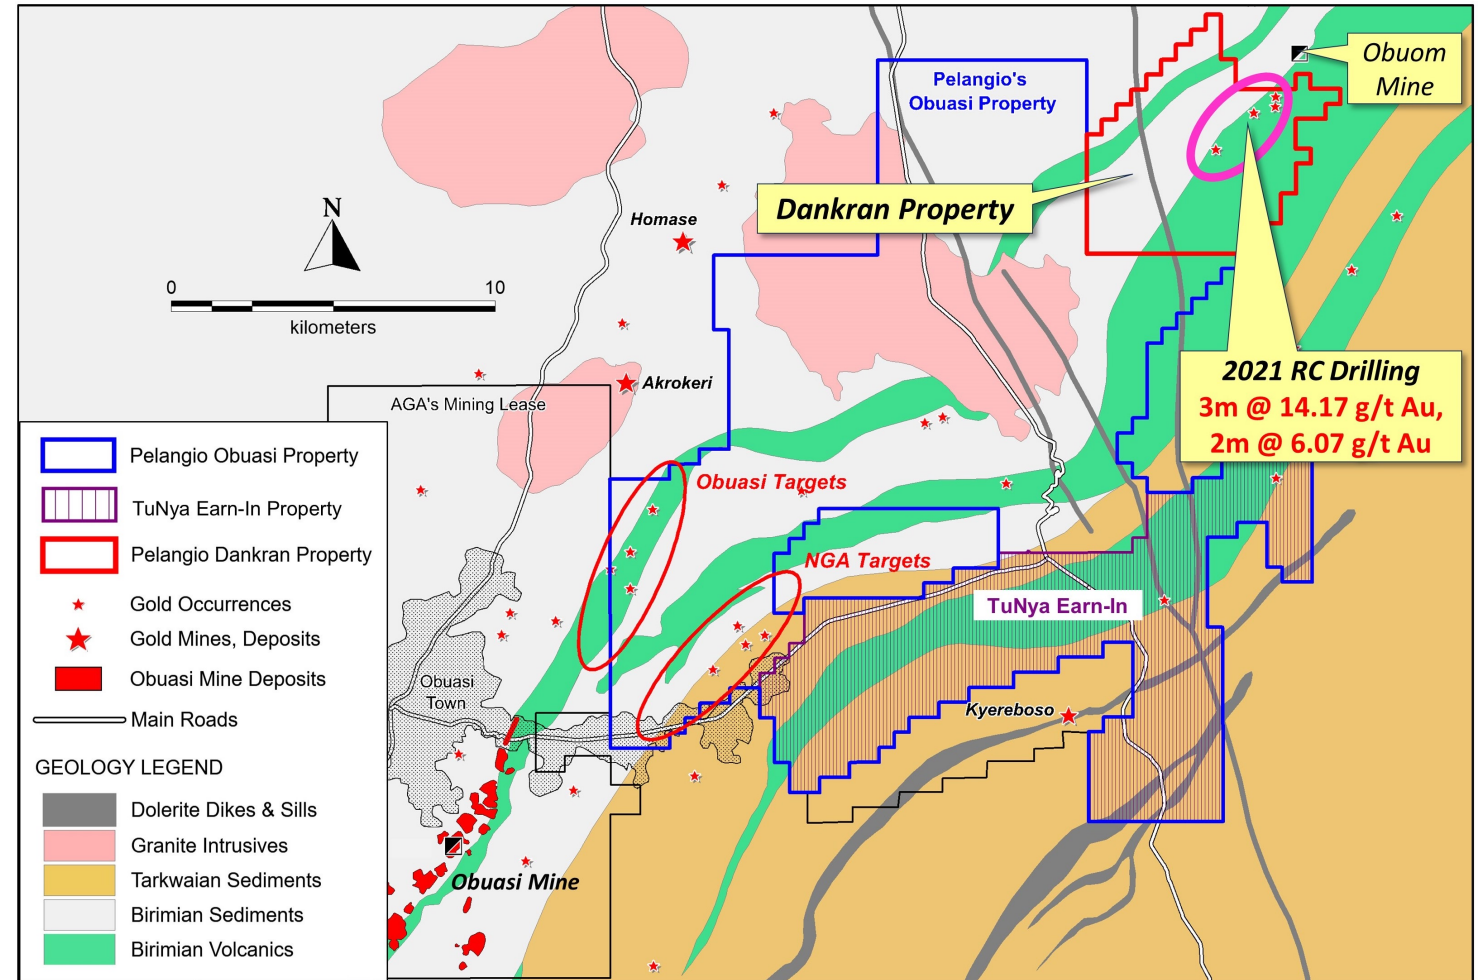 Pelangio's
Obuasi Property
Obuom
Mine
Dankran Property
N
Homase
0
10
kilometers
Akrokeri
AGA's Mining Lease
2021 RC Drilling
3m @ 14.17 g/t Au,
2m @ 6.07 g/t Au
Obuasi Targets
NGA Targets
TuNya Earn-In
Obuasi
Town
Kyereboso
Obuasi Mine
Pelangio Obuasi Property
TuNya Earn-In Property
Pelangio Dankran Property
Gold Occurrences
Gold Mines, Deposits
Obuasi Mine Deposits
Main Roads
GEOLOGY LEGEND
Dolerite Dikes & Sills
Granite Intrusives
Tarkwaian Sediments
Birimian Sediments
Birimian Volcanics